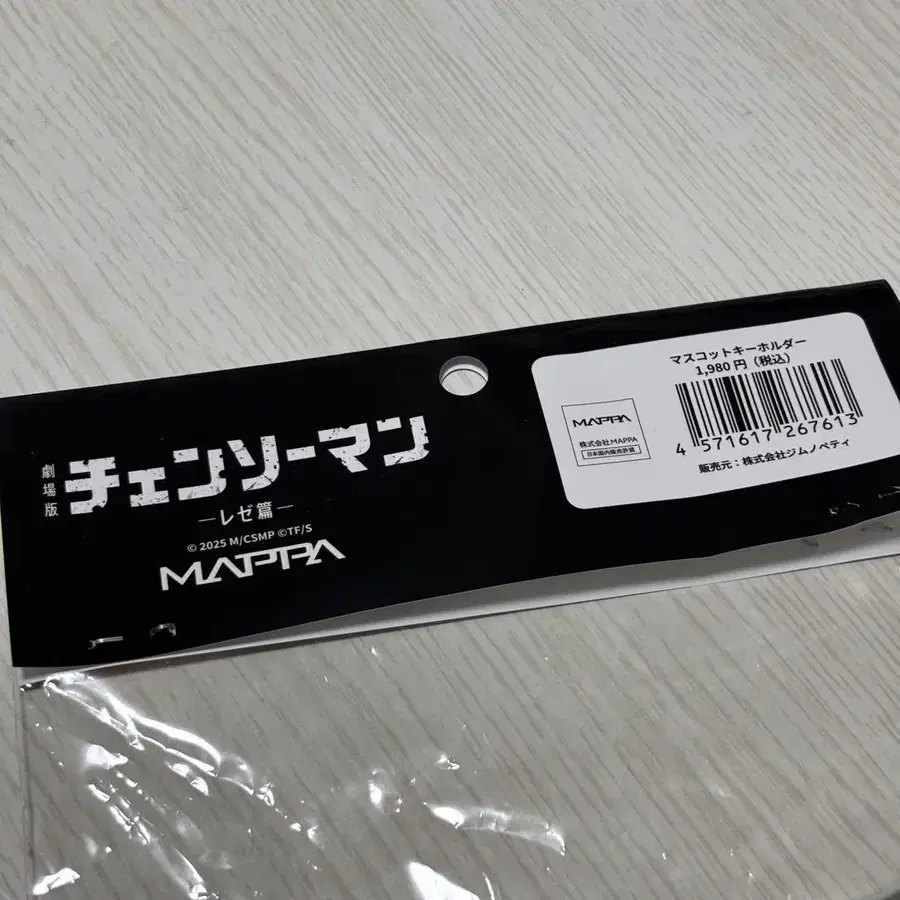 劇場版
チェンソーマン
―レゼ篇―
© 2025 M/CSMP ©TF/S
MAPPA
マスコットキーホルダー
1,980 円（税込）
MAPPA
株式会社MAPPA
日本国内販売許諾
4 571617 267613
販売元：株式会社ジムノペティ